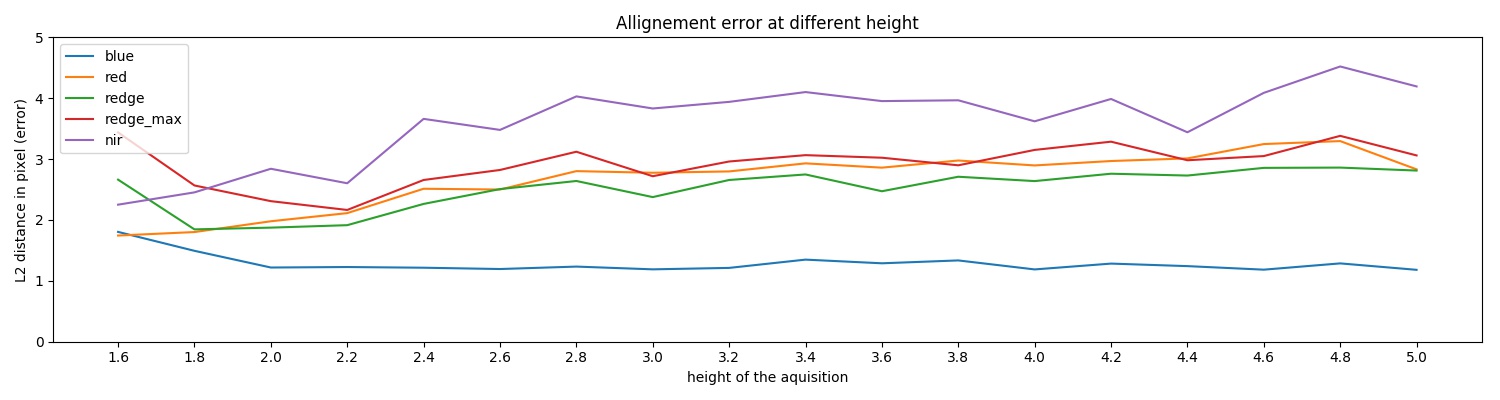 Allignement error at different height
5
blue
red
redge
redge_max
nir
4
3
2
1
0
L2 distance in pixel (error)
1.6 1.8 2.0 2.2 2.4 2.6 2.8 3.0 3.2 3.4 3.6 3.8 4.0 4.2 4.4 4.6 4.8 5.0
height of the aquisition